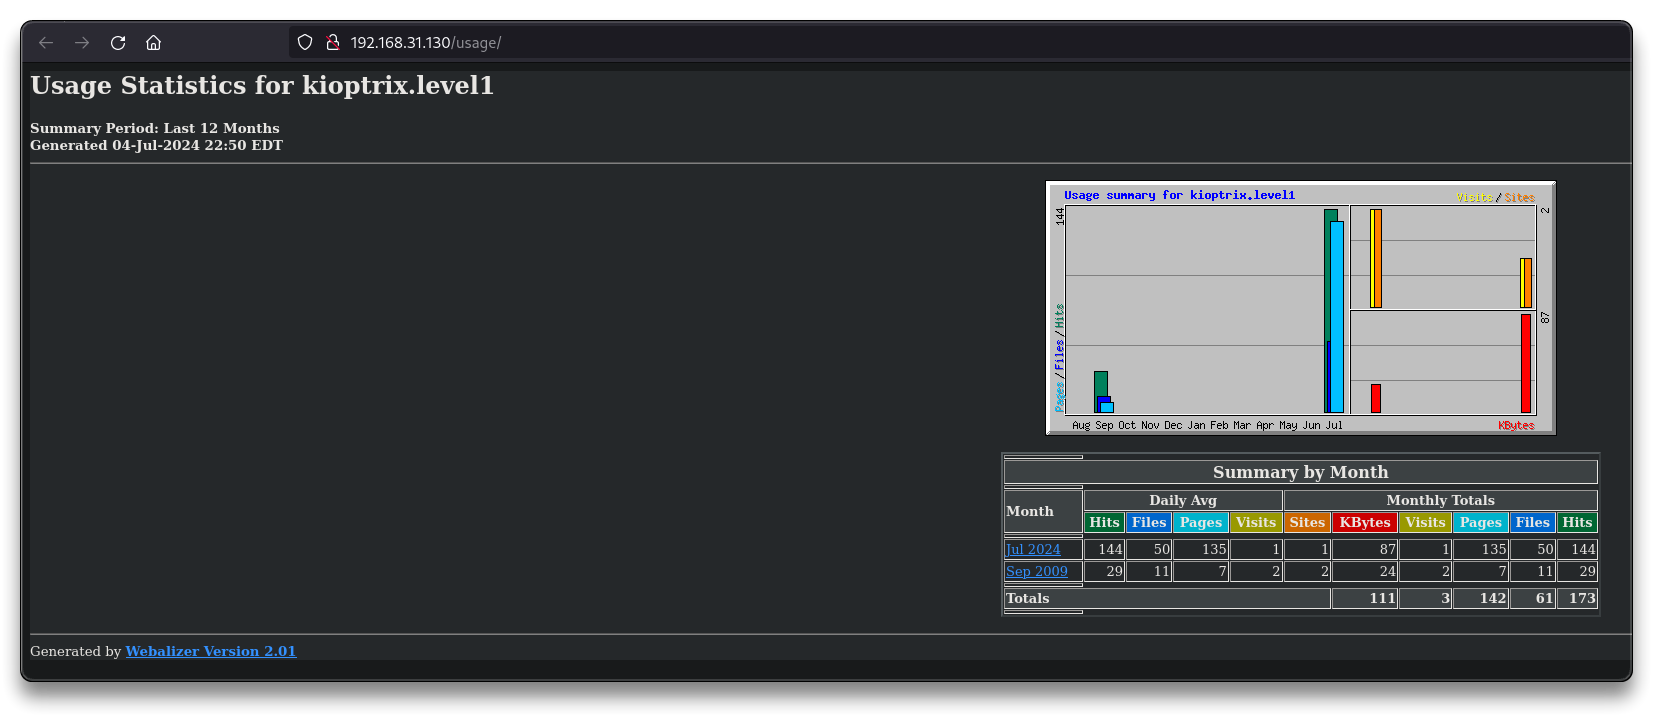 192.168.31.130/usage/
Usage Statistics for kioptrix.level1
Summary Period: Last 12 Months
Generated 04-Jul-2024 22:50 EDT
Usage summary for kioptrix.level1
Visits / Sites
144
2
Pages / Files / Hits
87
Aug Sep Oct Nov Dec Jan Feb Mar Apr May Jun Jul
KBytes
Summary by Month
Month Daily Avg Monthly Totals
Hits Files Pages Visits Sites KBytes Visits Pages Files Hits
Jul 2024 144 50 135 1 1 87 1 135 50 144
Sep 2009 29 11 7 2 2 24 2 7 11 29
Totals 111 3 142 61 173
Generated by Webalizer Version 2.01